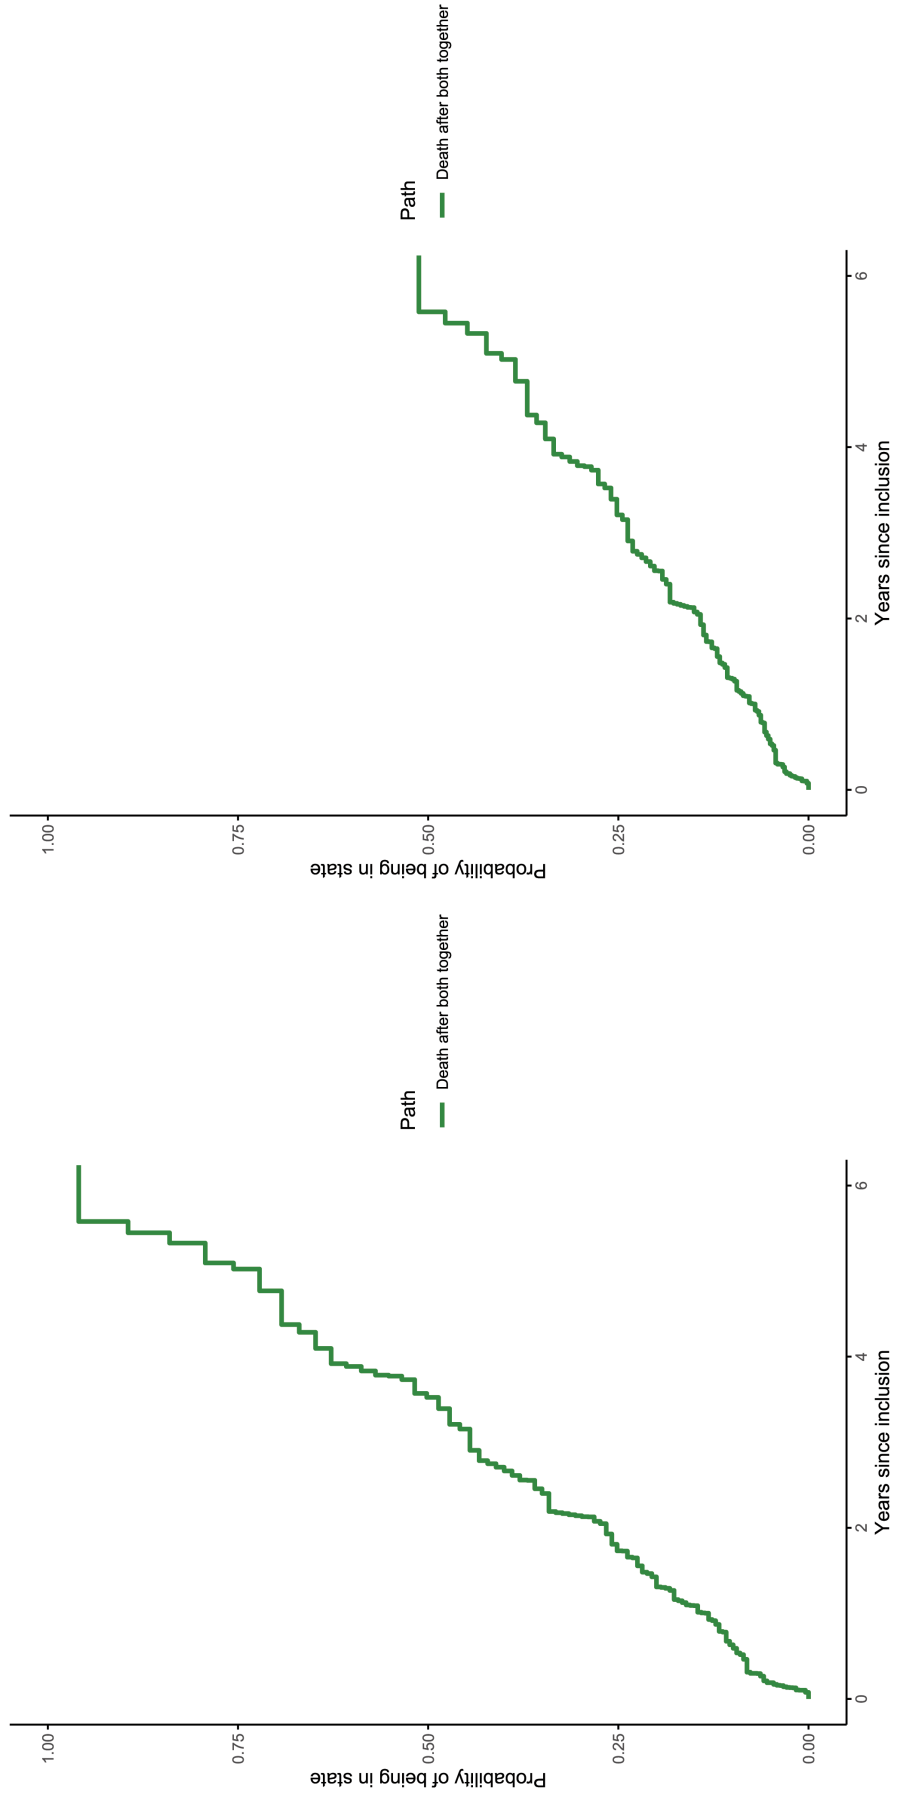 1.00
0.75
0.50
0.25
0.00
Probability of being in state
0
2
4
6
Years since inclusion
Path
Death after both together
1.00
0.75
0.50
0.25
0.00
Probability of being in state
0
2
4
6
Years since inclusion
Path
Death after both together